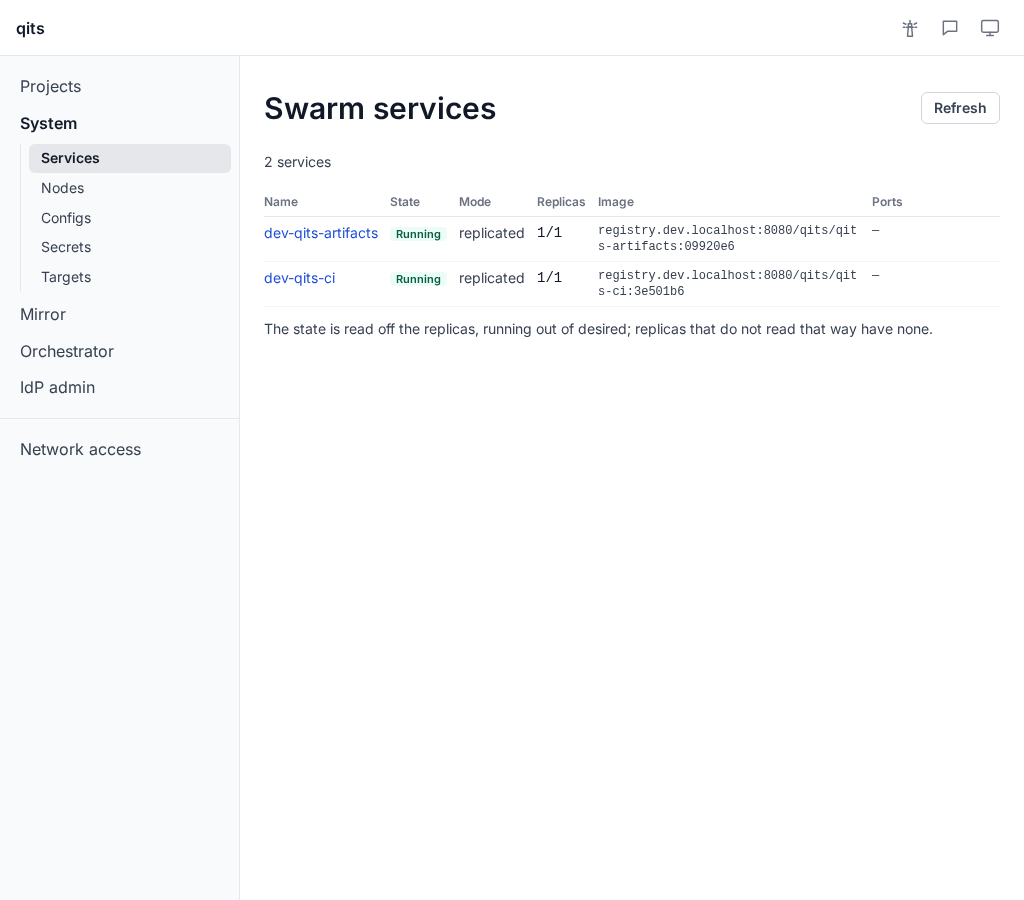 qits
Projects
System
Services
Nodes
Configs
Secrets
Targets
Mirror
Orchestrator
IdP admin
Network access
Swarm services
Refresh
2 services
Name State Mode Replicas Image Ports
dev-qits-artifacts Running replicated 1/1 registry.dev.localhost:8080/qits/qit —
s-artifacts:09920e6
dev-qits-ci Running replicated 1/1 registry.dev.localhost:8080/qits/qit —
s-ci:3e501b6
The state is read off the replicas, running out of desired; replicas that do not read that way have none.